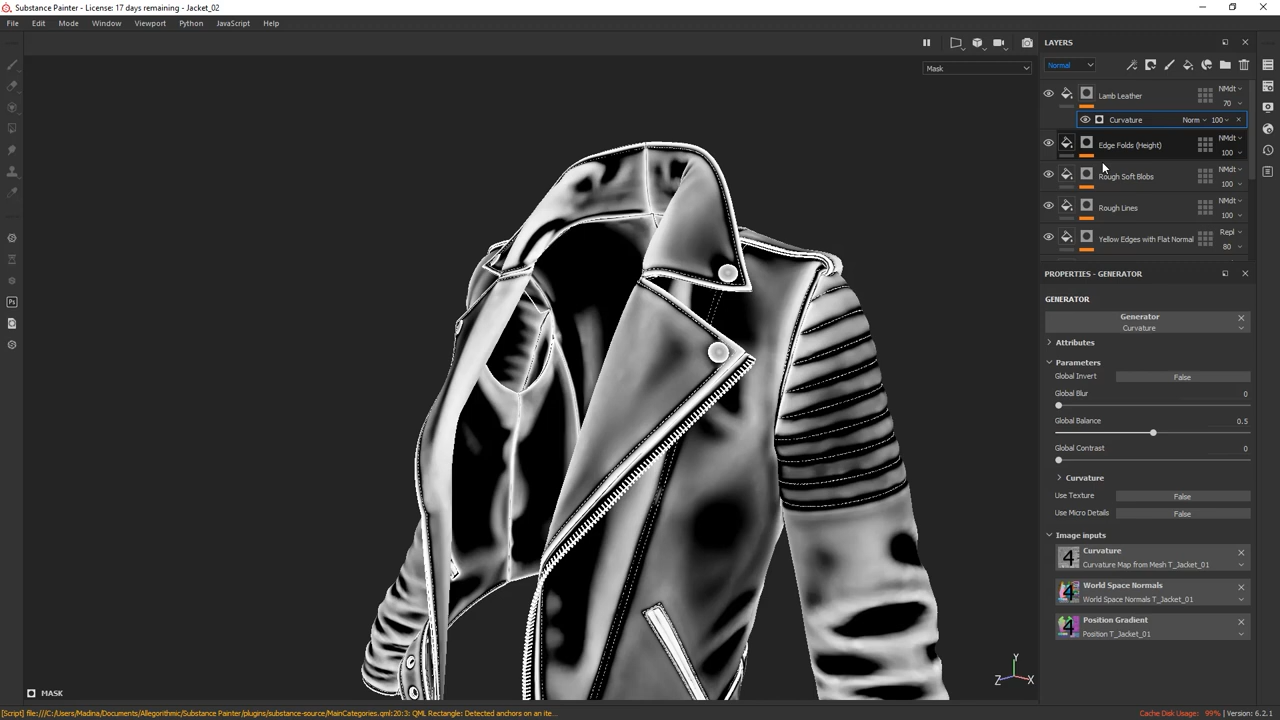 Substance Painter - License: 17 days remaining - Jacket_02
File Edit Mode Window Viewport Python JavaScript Help
Mask
LAYERS
Normal
Lamb Leather NMdt
70
Curvature Norm 100
Edge Folds (Height) NMdt
100
Rough Soft Blobs NMdt
100
Rough Lines NMdt
100
Yellow Edges with Flat Normal Repl
80
PROPERTIES - GENERATOR
GENERATOR
Generator
Curvature
Attributes
Parameters
Global Invert False
Global Blur 0
Global Balance 0.5
Global Contrast 0
Curvature
Use Texture False
Use Micro Details False
Image inputs
Curvature
Curvature Map from Mesh T_Jacket_01
World Space Normals
World Space Normals T_Jacket_01
Position Gradient
Position T_Jacket_01
Ps
4
4
4
Y
Z X
MASK
[Script] file:///C:/Users/Madina/Documents/Allegorithmic/Substance Painter/plugins/substance-source/MainCategories.qml:20:3: QML Rectangle: Detected anchors on an ite...
Cache Disk Usage: 99% | Version: 6.2.1